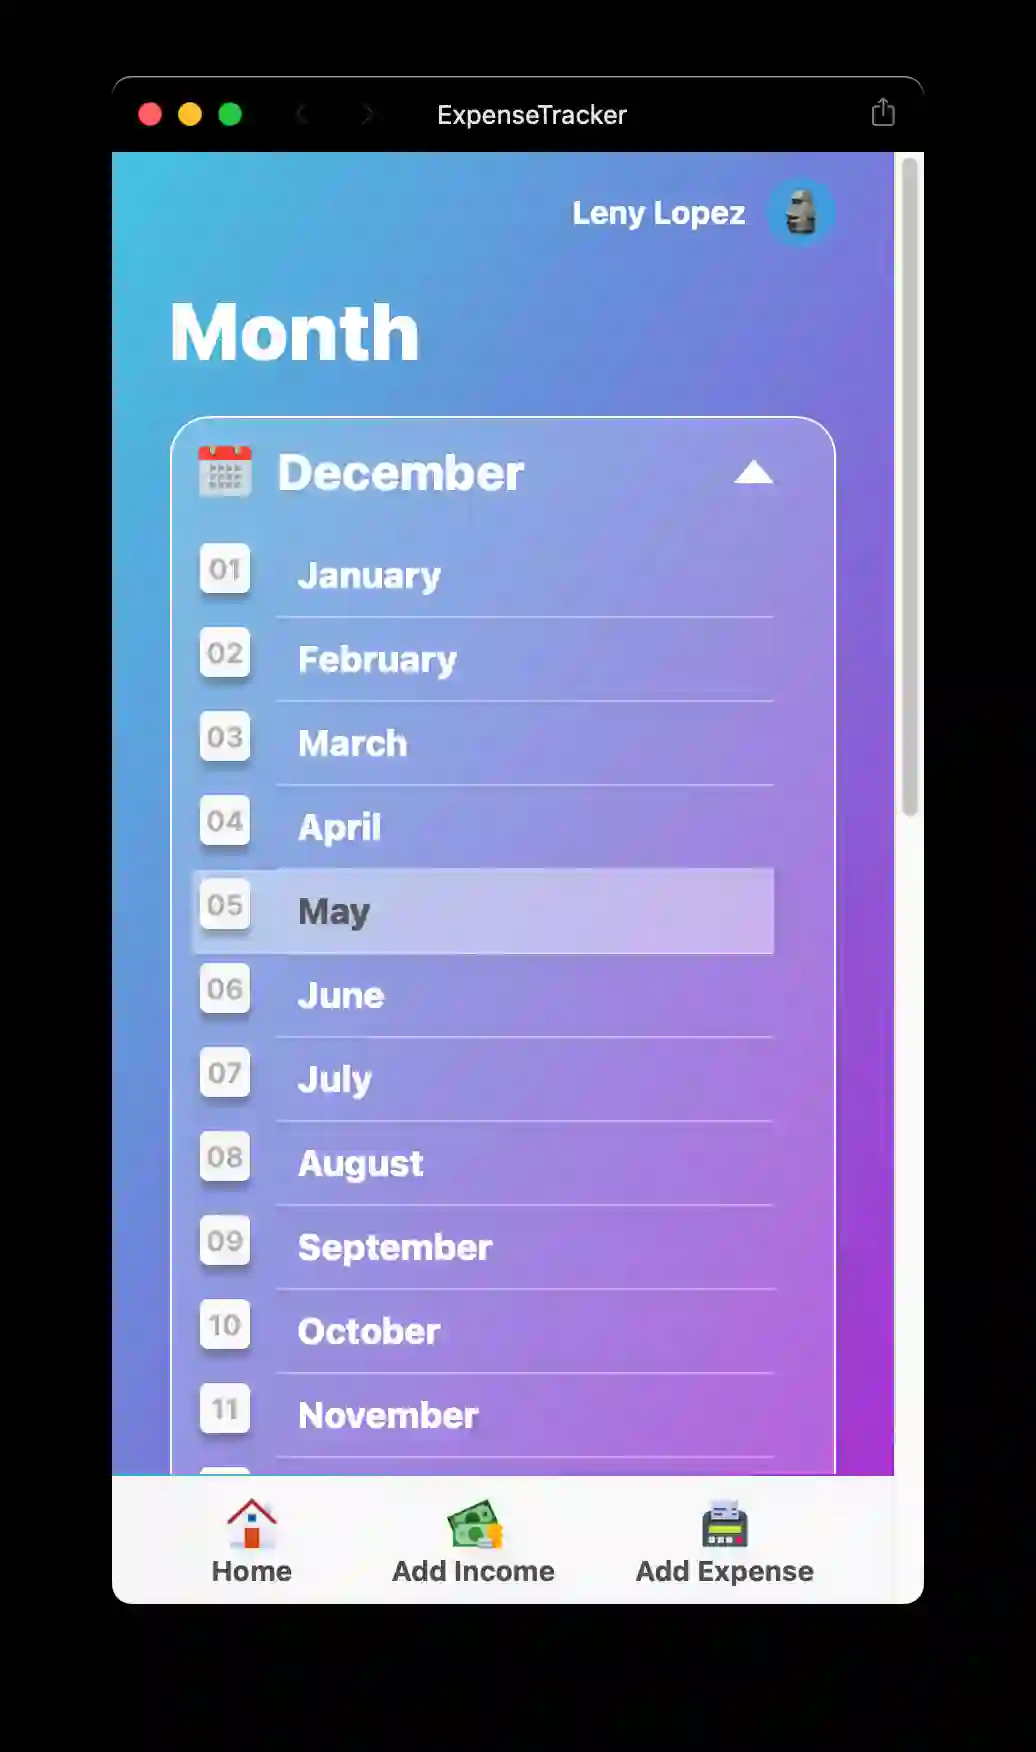 ExpenseTracker
Leny Lopez
Month
December
01 January
02 February
03 March
04 April
05 May
06 June
07 July
08 August
09 September
10 October
11 November
Home Add Income Add Expense